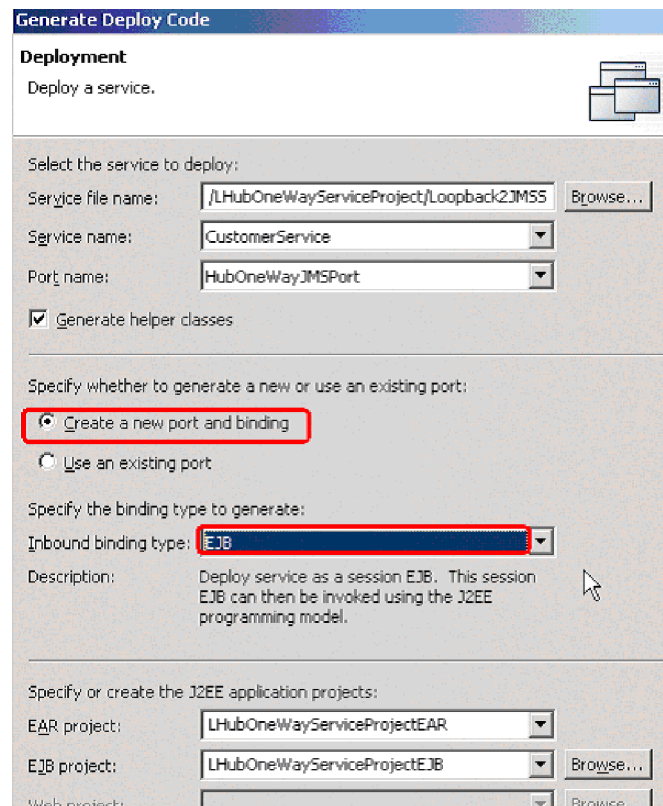 Generate Deploy Code
Deployment
Deploy a service.
Select the service to deploy:
Service file name: /LHubOneWayServiceProject/Loopback2JMSS Browse...
Service name: CustomerService
Port name: HubOneWayJMSPort
Generate helper classes
Specify whether to generate a new or use an existing port:
Create a new port and binding
Use an existing port
Specify the binding type to generate:
Inbound binding type: EJB
Description: Deploy service as a session EJB. This session
EJB can then be invoked using the J2EE
programming model.
Specify or create the J2EE application projects:
EAR project: LHubOneWayServiceProjectEAR
EJB project: LHubOneWayServiceProjectEJB Browse...
Web project: Browse...